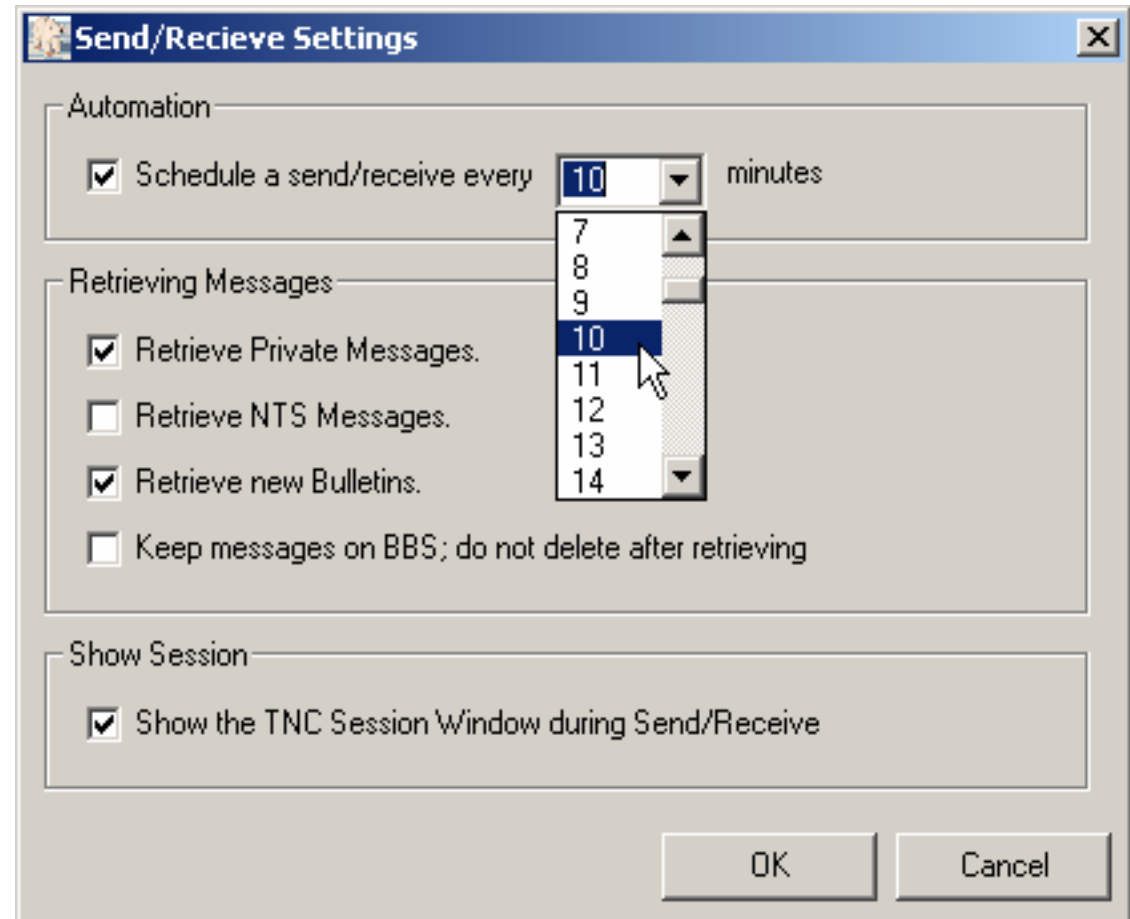 Send/Recieve Settings
Automation
Schedule a send/receive every 10 minutes
7
8
9
10
11
12
13
14
Retrieving Messages
Retrieve Private Messages.
Retrieve NTS Messages.
Retrieve new Bulletins.
Keep messages on BBS; do not delete after retrieving
Show Session
Show the TNC Session Window during Send/Receive
OK Cancel